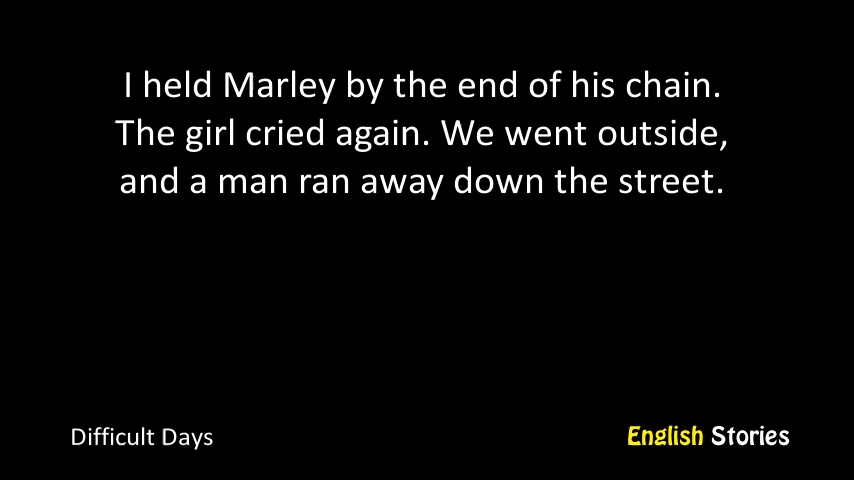 I held Marley by the end of his chain.
The girl cried again. We went outside,
and a man ran away down the street.
Difficult Days
English Stories